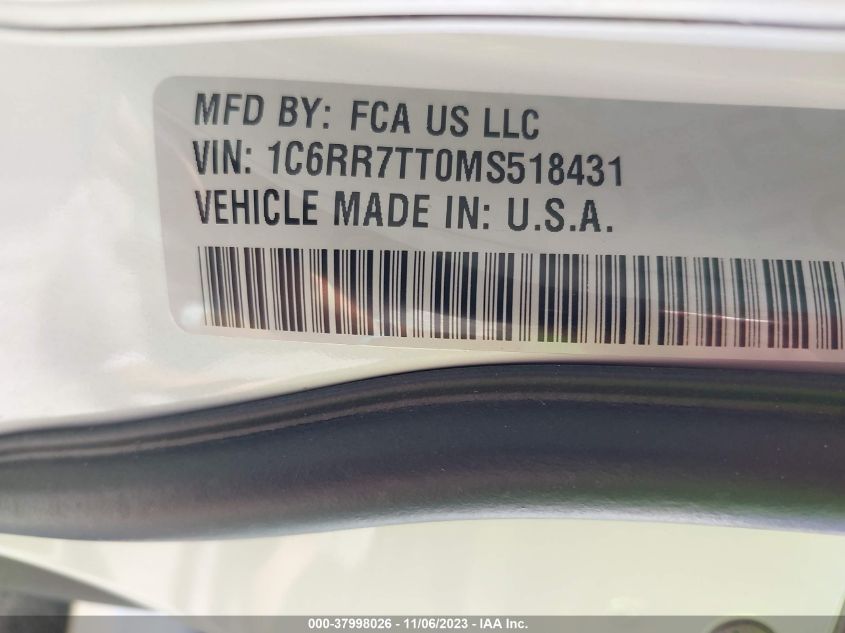 MFD BY: FCA US LLC
VIN: 1C6RR7TT0MS518431
VEHICLE MADE IN: U.S.A.
000-37998026 - 11/06/2023 - IAA Inc.